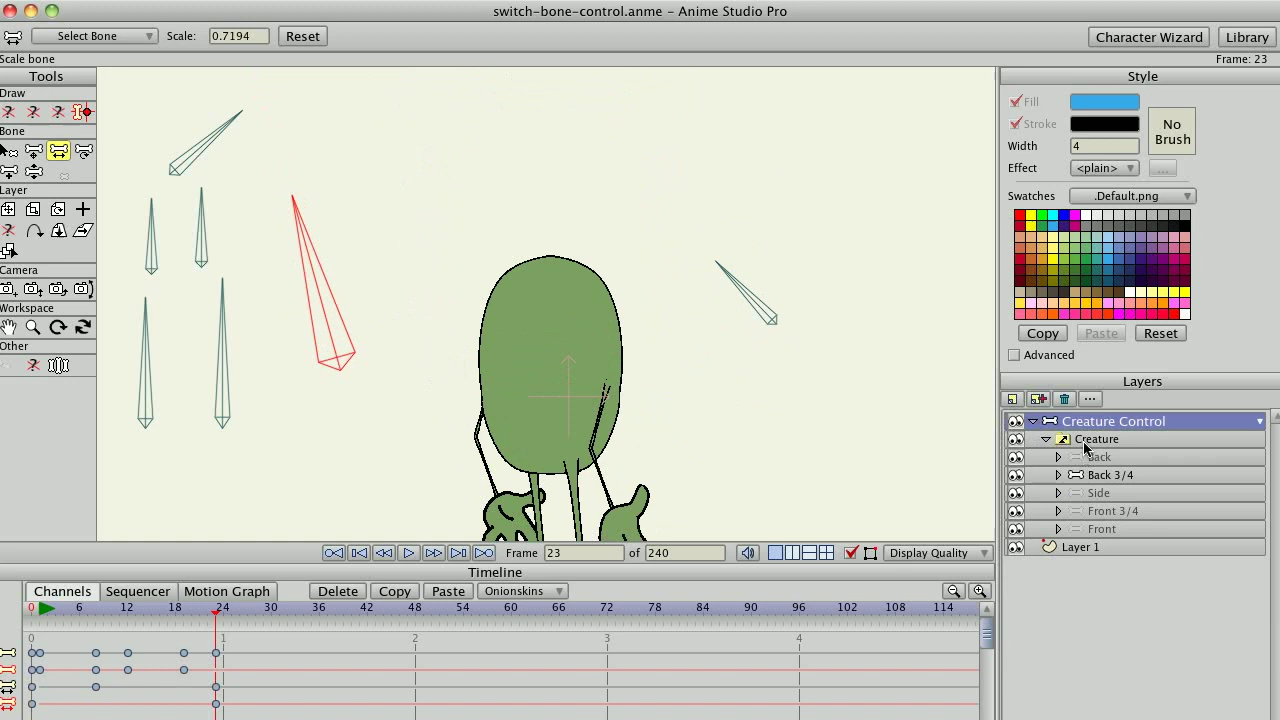 switch-bone-control.anme - Anime Studio Pro
Select Bone Scale: 0.7194 Reset Character Wizard Library
Scale bone Frame: 23
Tools
Draw
Bone
Layer
Camera
Workspace
Other
Style
Fill
Stroke
No Brush
Width 4
Effect <plain> ...
Swatches .Default.png
Copy Paste Reset
Advanced
Layers
...
Creature Control
Creature
Back
Back 3/4
Side
Front 3/4
Front
Layer 1
Frame 23 of 240 Display Quality
Timeline
Channels Sequencer Motion Graph Delete Copy Paste Onionskins
0 6 12 18 24 30 36 42 48 54 60 66 72 78 84 90 96 102 108 114
0 1 2 3 4